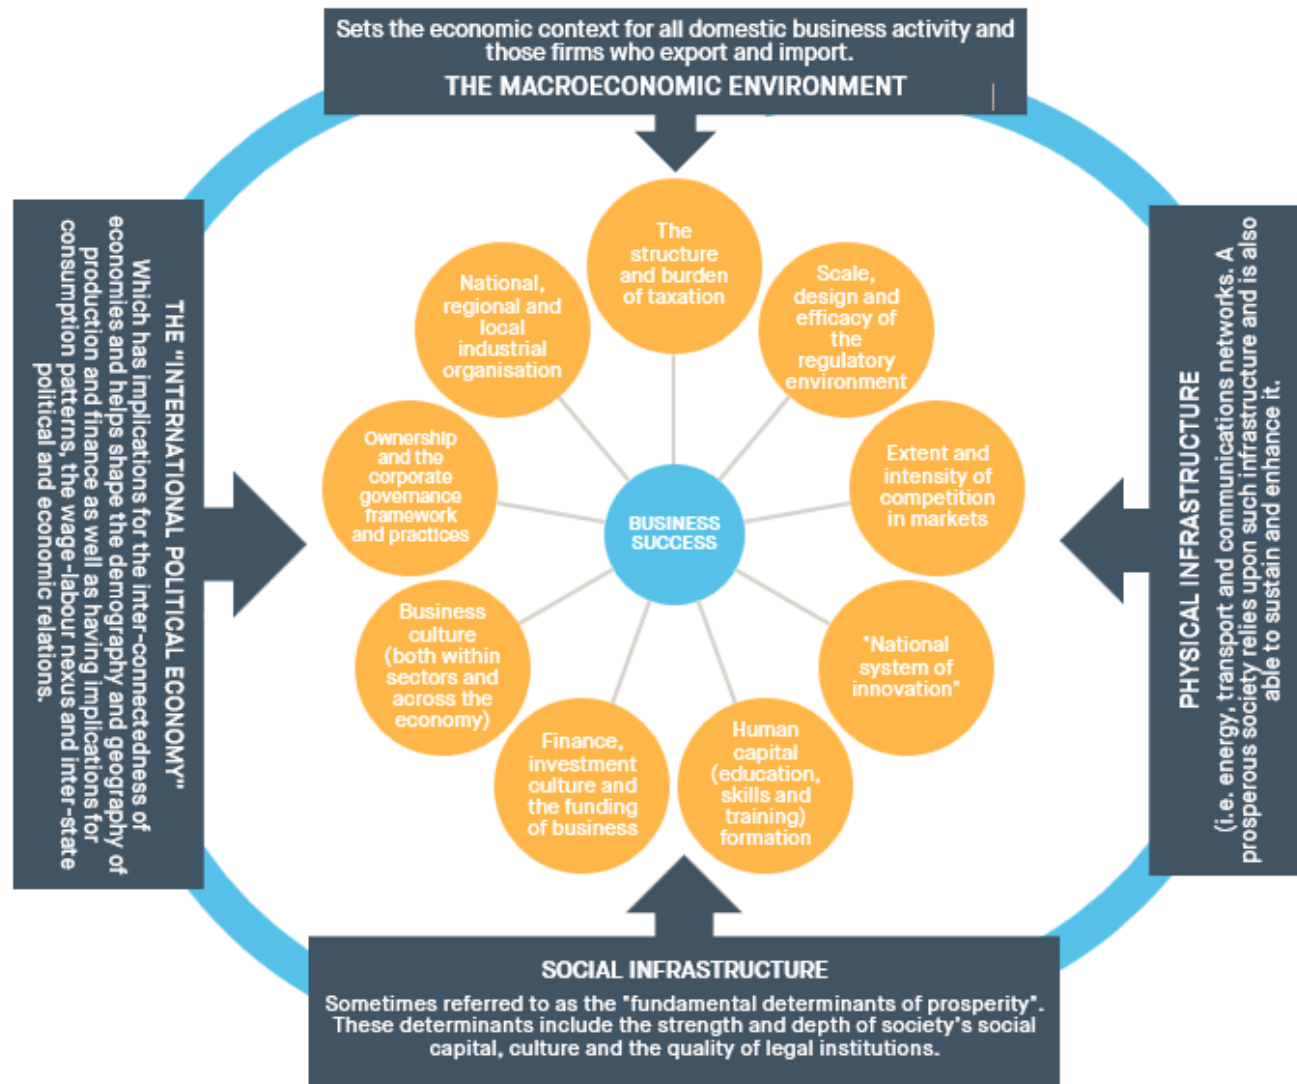 Sets the economic context for all domestic business activity and
those firms who export and import.
THE MACROECONOMIC ENVIRONMENT
The
structure
and burden
of taxation
Scale,
design and
efficacy of
the
regulatory
environment
Extent and
intensity of
competition
in markets
"National
system of
innovation"
Human
capital
(education,
skills and
training)
formation
Finance,
investment
culture and
the funding
of business
Business
culture
(both within
sectors and
across the
economy)
Ownership
and the
corporate
governance
framework
and practices
National,
regional and
local
industrial
organisation
BUSINESS
SUCCESS
THE "INTERNATIONAL POLITICAL ECONOMY"
Which has implications for the inter-connectedness of
economies and helps shape the demography and geography of
production and finance as well as having implications for
consumption patterns, the wage-labour nexus and inter-state
political and economic relations.
PHYSICAL INFRASTRUCTURE
(i.e. energy, transport and communications networks. A
prosperous society relies upon such infrastructure and is also
able to sustain and enhance it.
SOCIAL INFRASTRUCTURE
Sometimes referred to as the "fundamental determinants of prosperity".
These determinants include the strength and depth of society's social
capital, culture and the quality of legal institutions.